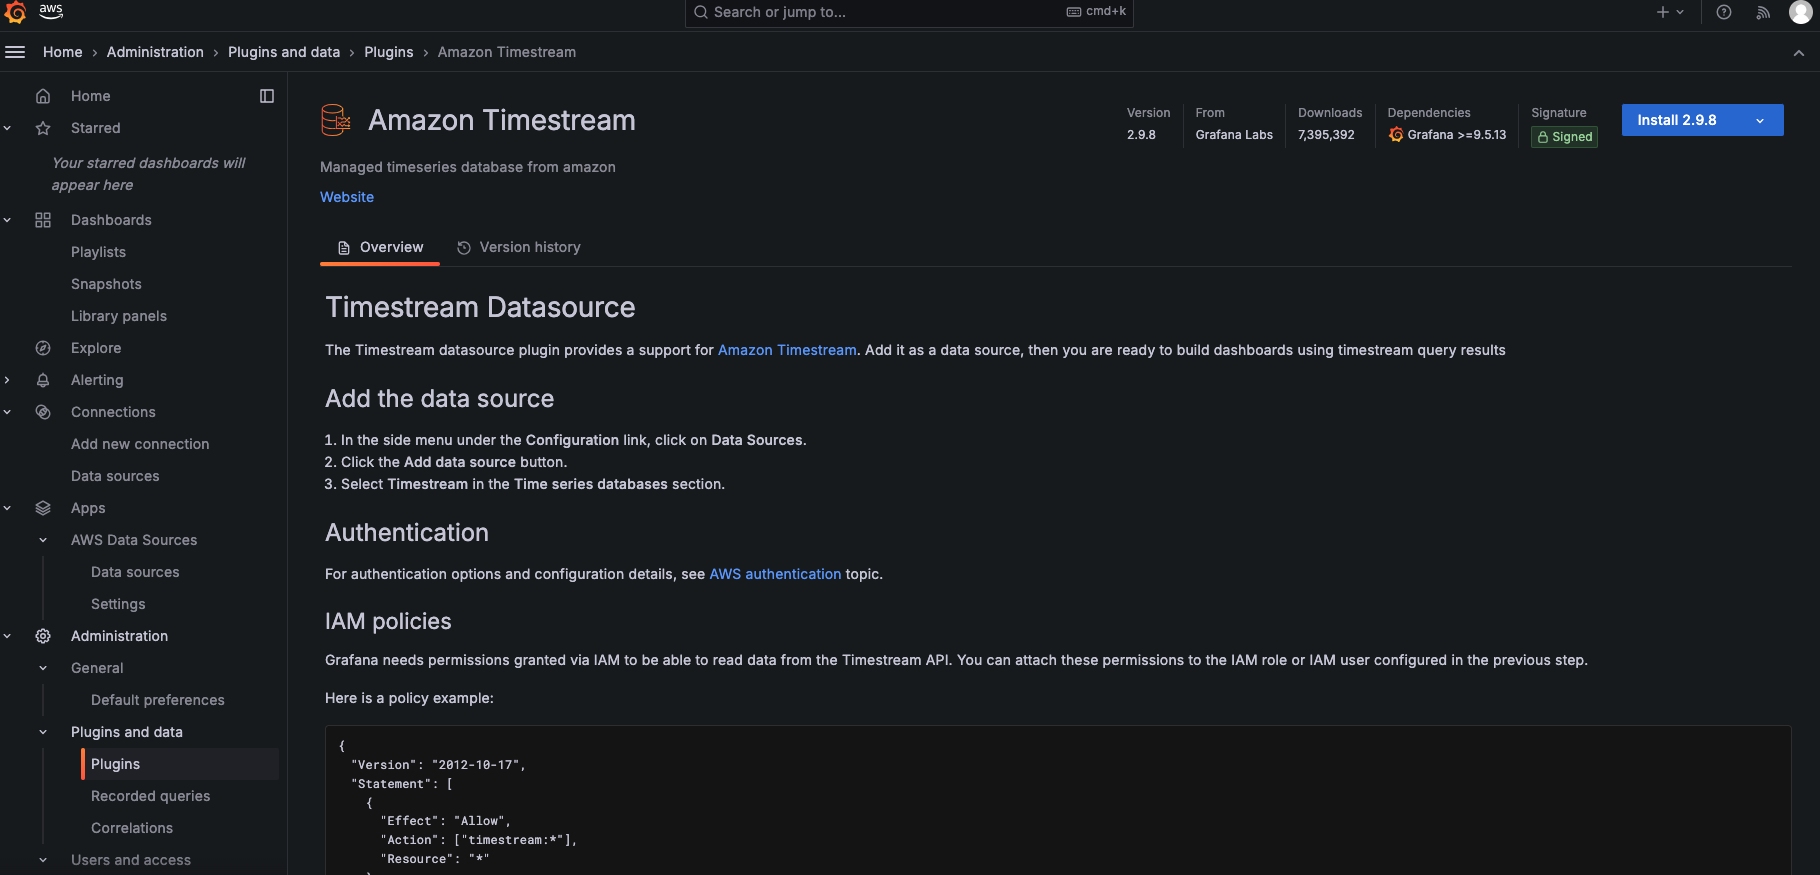 aws
Search or jump to...
cmd+k
Home › Administration › Plugins and data › Plugins › Amazon Timestream
Home
Starred
Your starred dashboards will
appear here
Dashboards
Playlists
Snapshots
Library panels
Explore
Alerting
Connections
Add new connection
Data sources
Apps
AWS Data Sources
Data sources
Settings
Administration
General
Default preferences
Plugins and data
Plugins
Recorded queries
Correlations
Users and access
Amazon Timestream
Version
2.9.8
From
Grafana Labs
Downloads
7,395,392
Dependencies
Grafana >=9.5.13
Signature
Signed
Install 2.9.8
Managed timeseries database from amazon
Website
Overview
Version history
Timestream Datasource
The Timestream datasource plugin provides a support for Amazon Timestream. Add it as a data source, then you are ready to build dashboards using timestream query results
Add the data source
1. In the side menu under the Configuration link, click on Data Sources.
2. Click the Add data source button.
3. Select Timestream in the Time series databases section.
Authentication
For authentication options and configuration details, see AWS authentication topic.
IAM policies
Grafana needs permissions granted via IAM to be able to read data from the Timestream API. You can attach these permissions to the IAM role or IAM user configured in the previous step.
Here is a policy example:
{
"Version": "2012-10-17",
"Statement": [
{
"Effect": "Allow",
"Action": ["timestream:*"],
"Resource": "*"